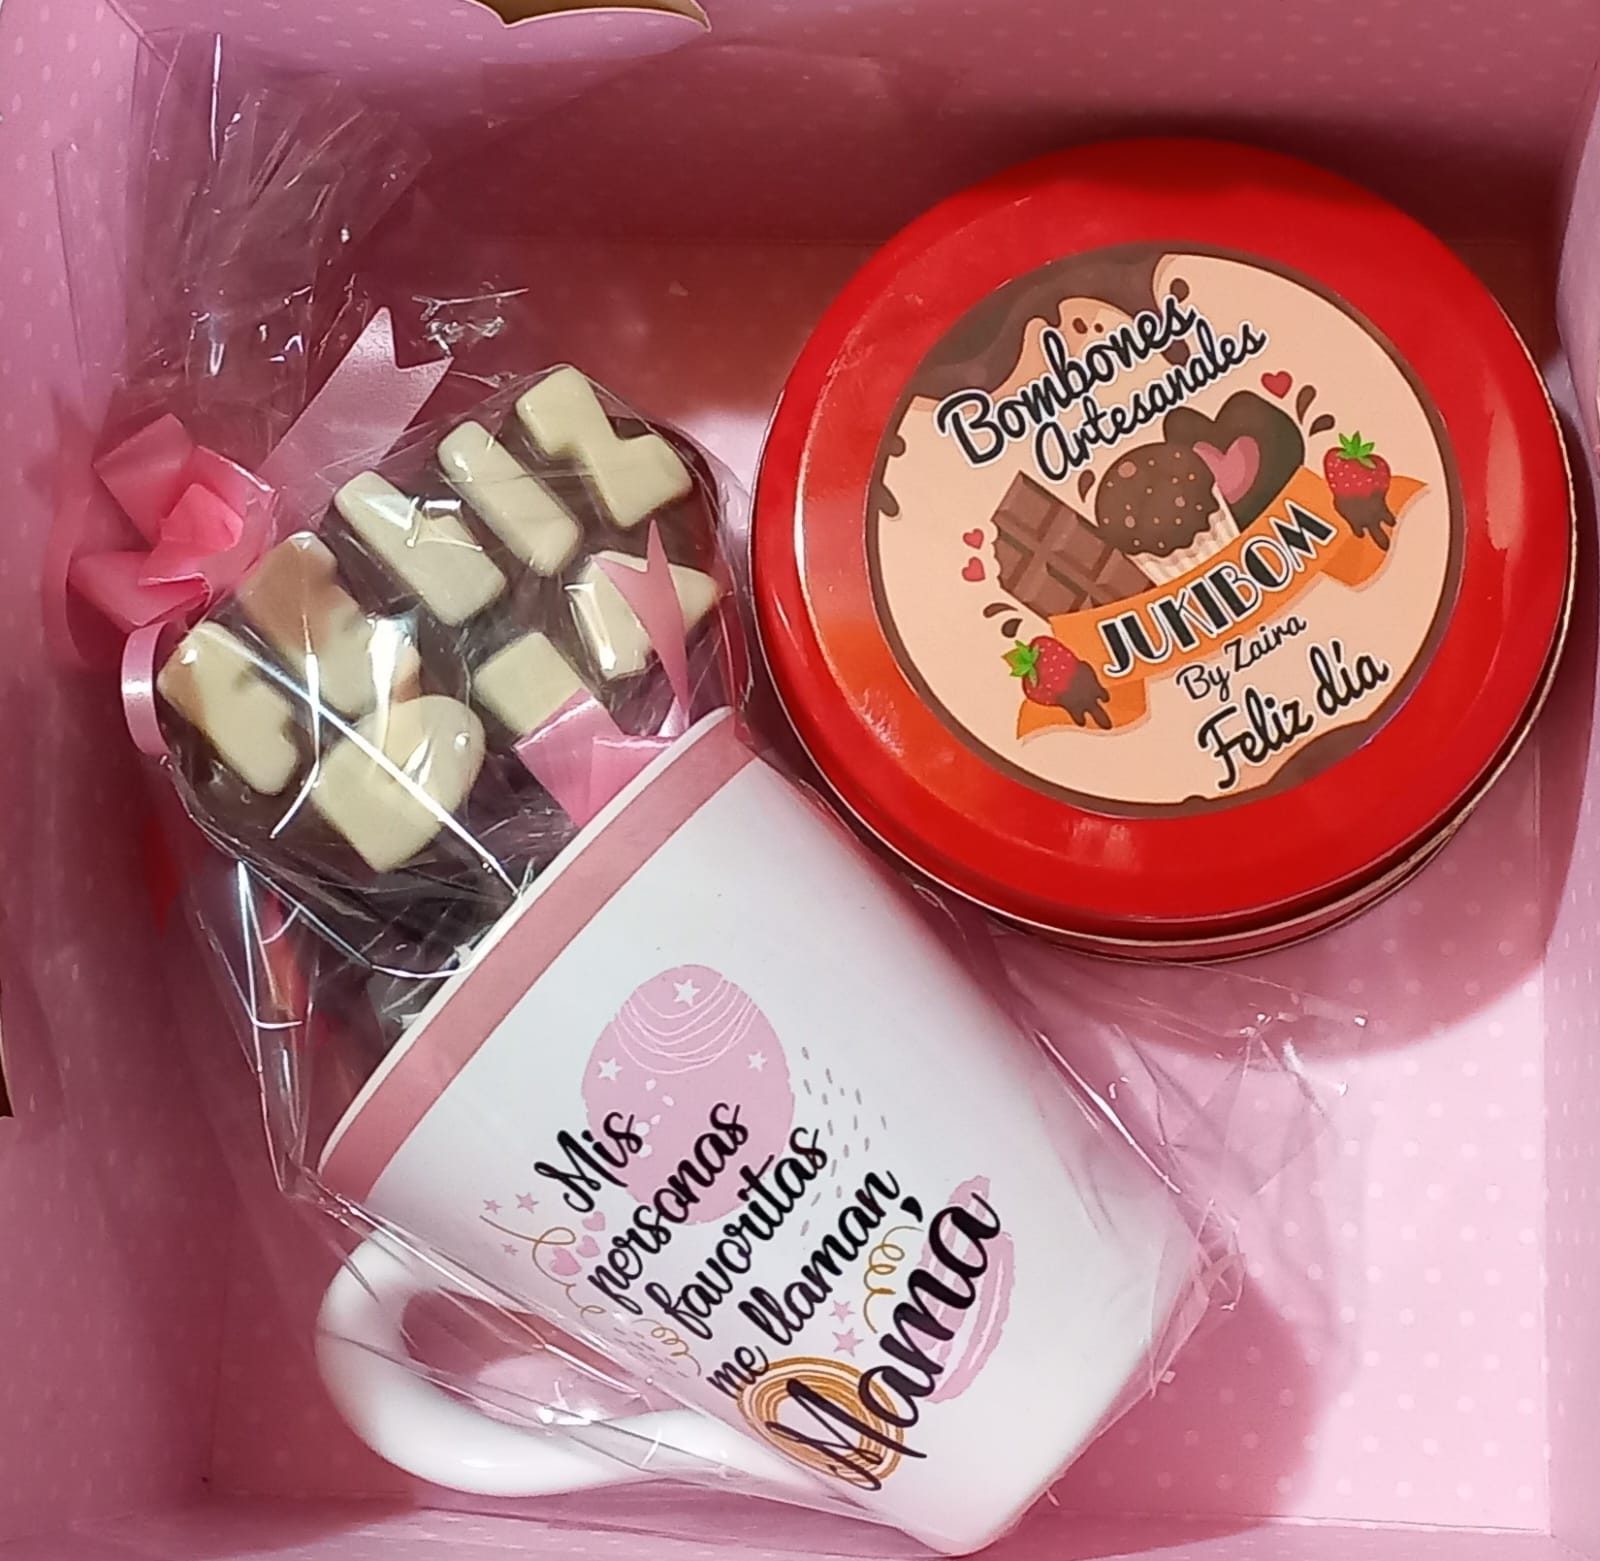 Bombones
Artesanales
JUKIBOM
By Zaira
Feliz día
Mis
personas
favoritas
me llaman
Mamá